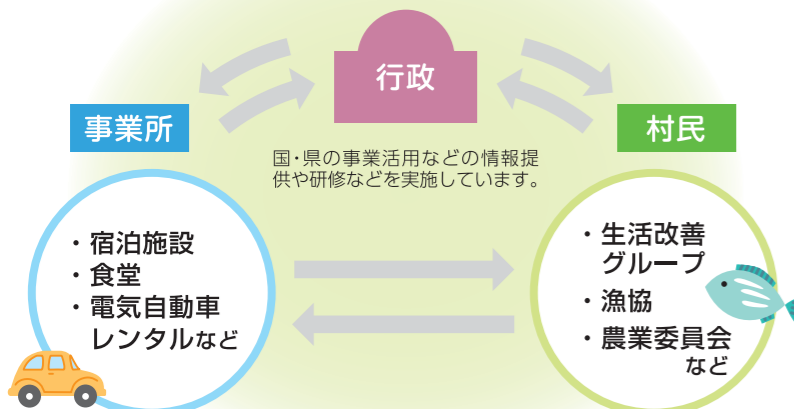 行政
事業所
村民
国・県の事業活用などの情報提
供や研修などを実施しています。
・宿泊施設
・食堂
・電気自動車
レンタルなど
・生活改善
グループ
・漁協
・農業委員会
など